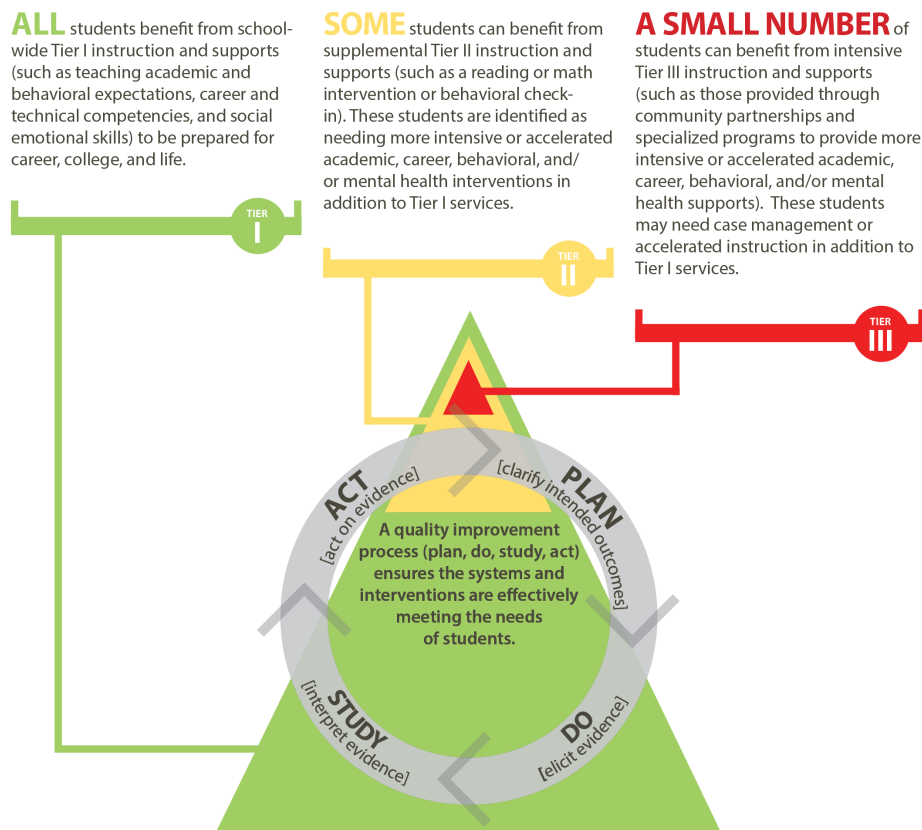 ALL students benefit from school-
wide Tier I instruction and supports
(such as teaching academic and
behavioral expectations, career and
technical competencies, and social
emotional skills) to be prepared for
career, college, and life.
TIER
I
SOME students can benefit from
supplemental Tier II instruction and
supports (such as a reading or math
intervention or behavioral check-
in). These students are identified as
needing more intensive or accelerated
academic, career, behavioral, and/
or mental health interventions in
addition to Tier I services.
TIER
II
A SMALL NUMBER of
students can benefit from intensive
Tier III instruction and supports
(such as those provided through
community partnerships and
specialized programs to provide more
intensive or accelerated academic,
career, behavioral, and/or mental
health supports). These students
may need case management or
accelerated instruction in addition to
Tier I services.
TIER
III
ACT
[act on evidence]
PLAN
[clarify intended outcomes]
A quality improvement
process (plan, do, study, act)
ensures the systems and
interventions are effectively
meeting the needs
of students.
STUDY
[interpret evidence]
DO
[elicit evidence]